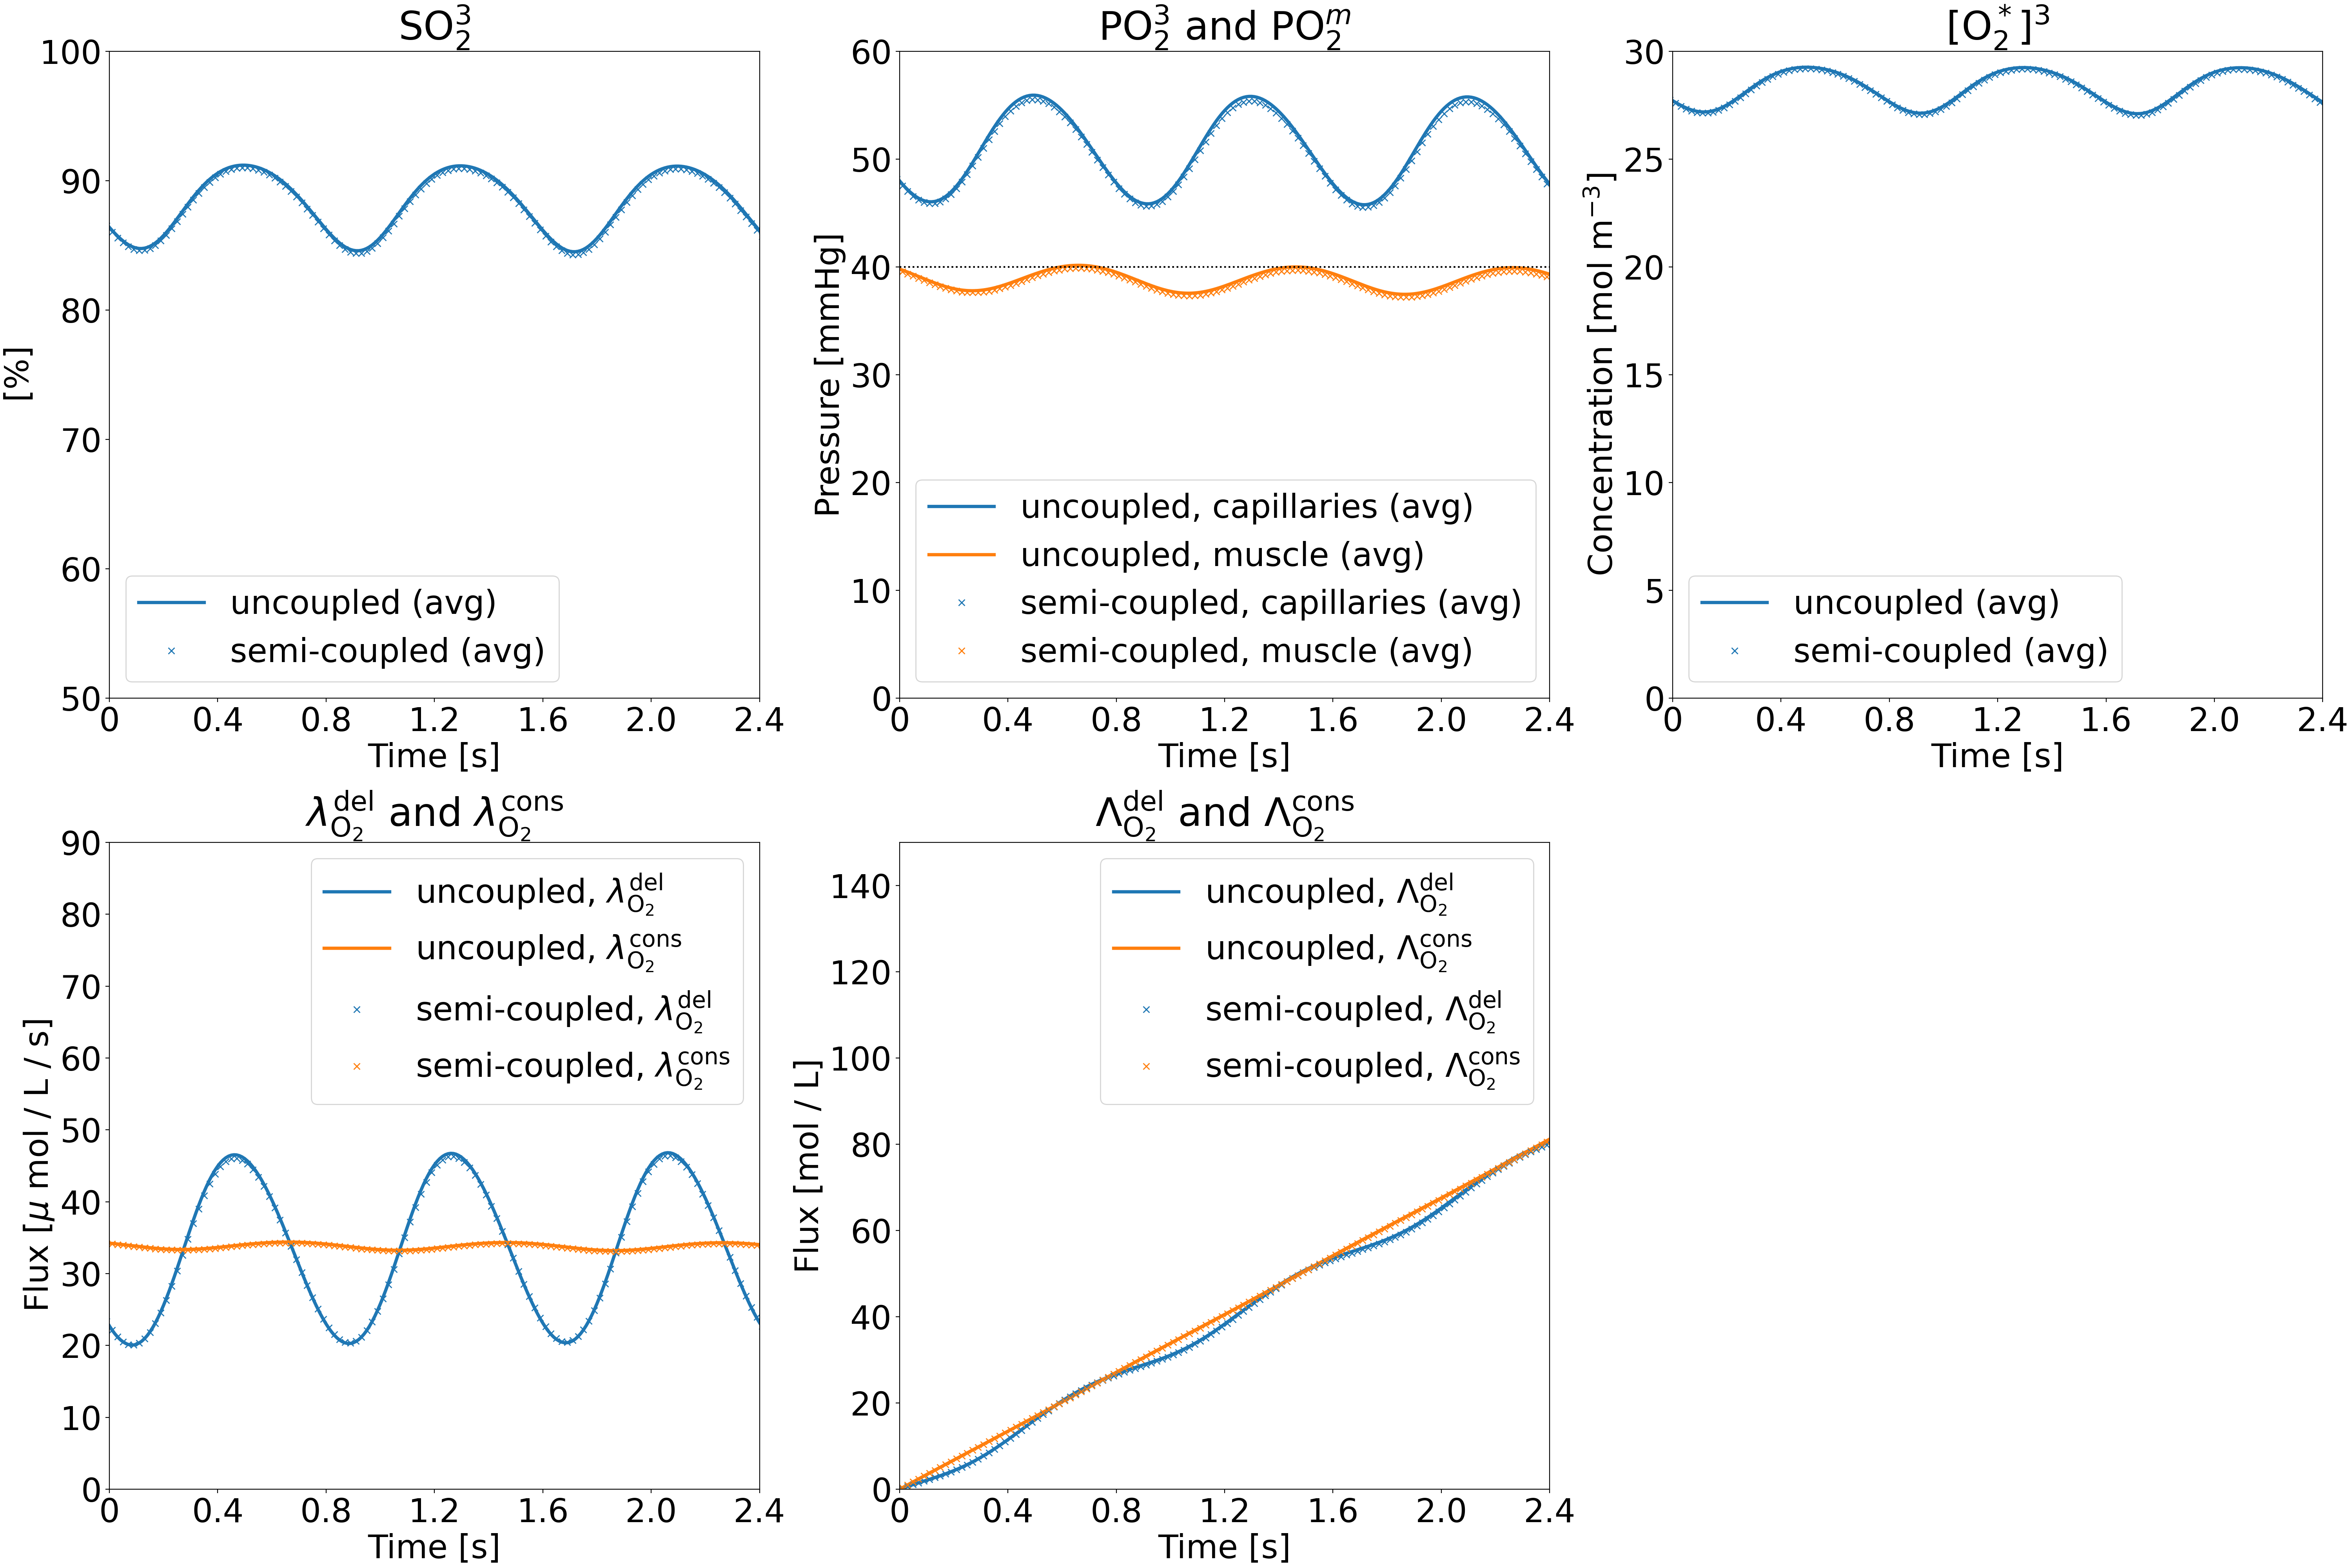 SO₂³
100
90
80
70
60
50
[%]
uncoupled (avg)
semi-coupled (avg)
0 0.4 0.8 1.2 1.6 2.0 2.4
Time [s]
PO₂³ and PO₂ᵐ
60
50
40
30
20
10
0
Pressure [mmHg]
uncoupled, capillaries (avg)
uncoupled, muscle (avg)
semi-coupled, capillaries (avg)
semi-coupled, muscle (avg)
0 0.4 0.8 1.2 1.6 2.0 2.4
Time [s]
[O₂*]³
30
25
20
15
10
5
0
Concentration [mol m⁻³]
uncoupled (avg)
semi-coupled (avg)
0 0.4 0.8 1.2 1.6 2.0 2.4
Time [s]
λ_O₂^del and λ_O₂^cons
90
80
70
60
50
40
30
20
10
0
Flux [μ mol / L / s]
uncoupled, λ_O₂^del
uncoupled, λ_O₂^cons
semi-coupled, λ_O₂^del
semi-coupled, λ_O₂^cons
0 0.4 0.8 1.2 1.6 2.0 2.4
Time [s]
Λ_O₂^del and Λ_O₂^cons
140
120
100
80
60
40
20
0
Flux [mol / L]
uncoupled, Λ_O₂^del
uncoupled, Λ_O₂^cons
semi-coupled, Λ_O₂^del
semi-coupled, Λ_O₂^cons
0 0.4 0.8 1.2 1.6 2.0 2.4
Time [s]